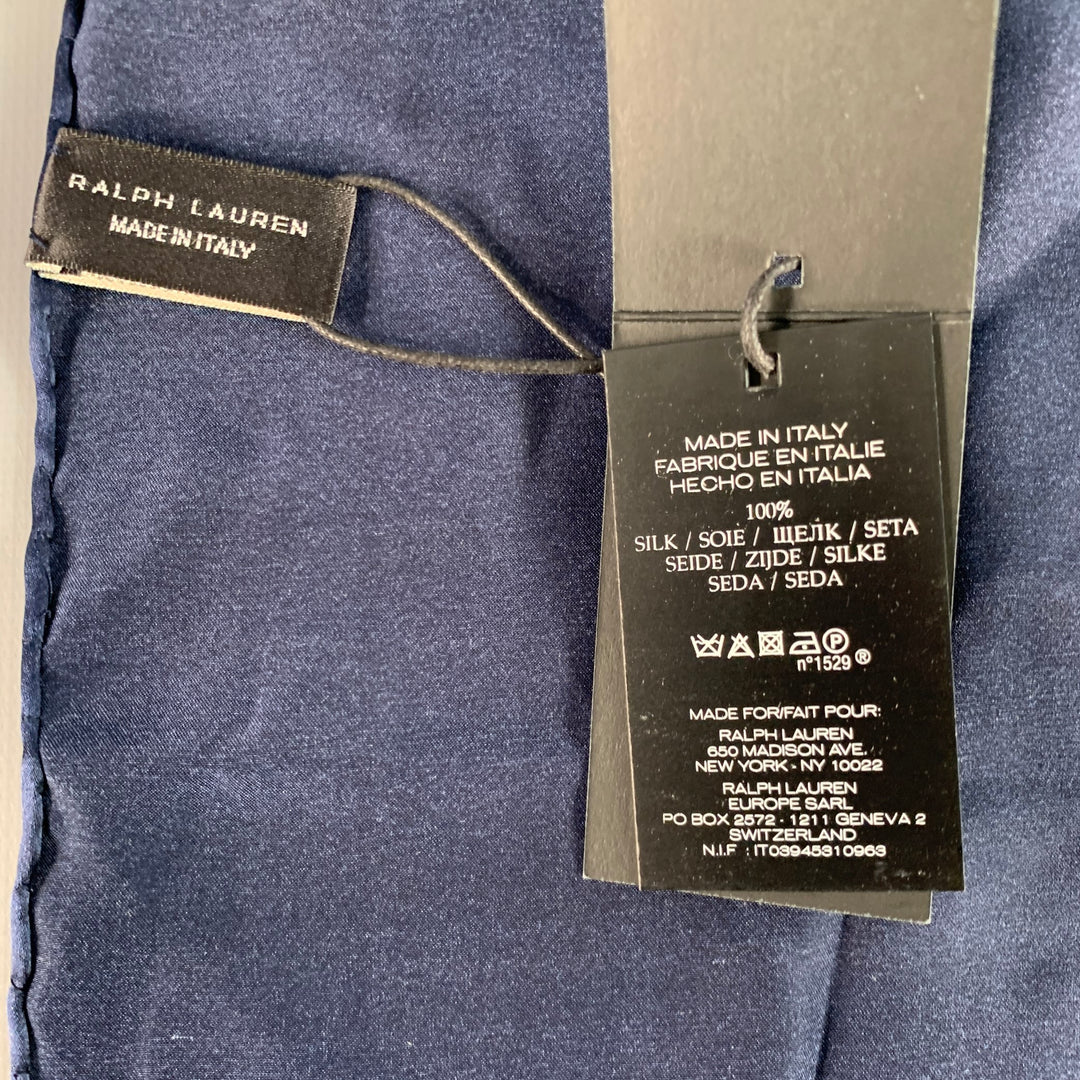 RALPH LAUREN
MADE IN ITALY
MADE IN ITALY
FABRIQUE EN ITALIE
HECHO EN ITALIA
100%
SILK / SOIE / ЩЕЛК / SETA
SEIDE / ZIJDE / SILKE
SEDA / SEDA
P
n°1529 ®
MADE FOR/FAIT POUR:
RALPH LAUREN
650 MADISON AVE.
NEW YORK - NY 10022
RALPH LAUREN
EUROPE SARL
PO BOX 2572 - 1211 GENEVA 2
SWITZERLAND
N.I.F : IT03945310963